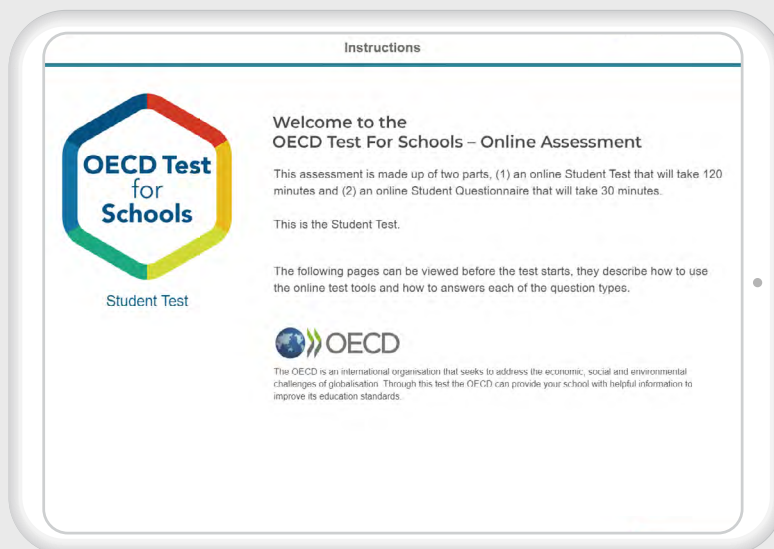 Instructions
OECD Test
for
Schools
Student Test
Welcome to the
OECD Test For Schools – Online Assessment
This assessment is made up of two parts, (1) an online Student Test that will take 120
minutes and (2) an online Student Questionnaire that will take 30 minutes.
This is the Student Test.
The following pages can be viewed before the test starts, they describe how to use
the online test tools and how to answers each of the question types.
OECD
The OECD is an international organisation that seeks to address the economic, social and environmental
challenges of globalisation. Through this test the OECD can provide your school with helpful information to
improve its education standards.